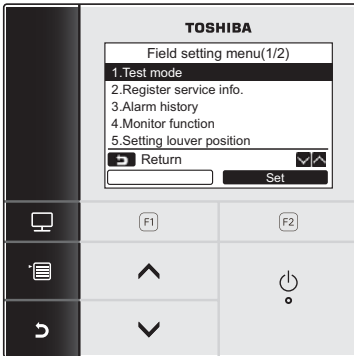 TOSHIBA
Field setting menu(1/2)
1.Test mode
2.Register service info.
3.Alarm history
4.Monitor function
5.Setting louver position
Return
Set
F1
F2